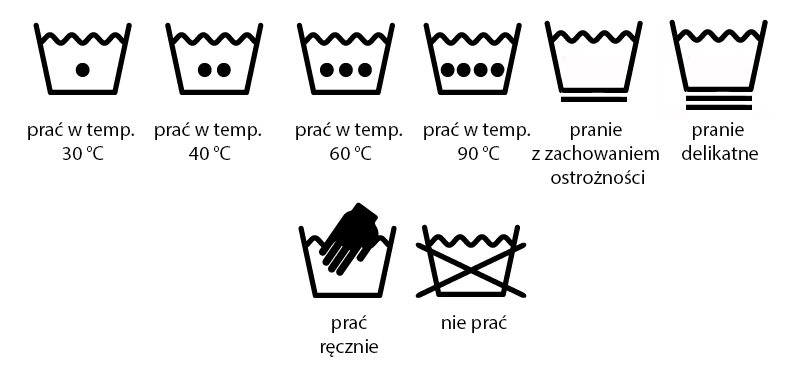 prać w temp.
30 °C
prać w temp.
40 °C
prać w temp.
60 °C
prać w temp.
90 °C
pranie
z zachowaniem
ostrożności
pranie
delikatne
prać
ręcznie
nie prać